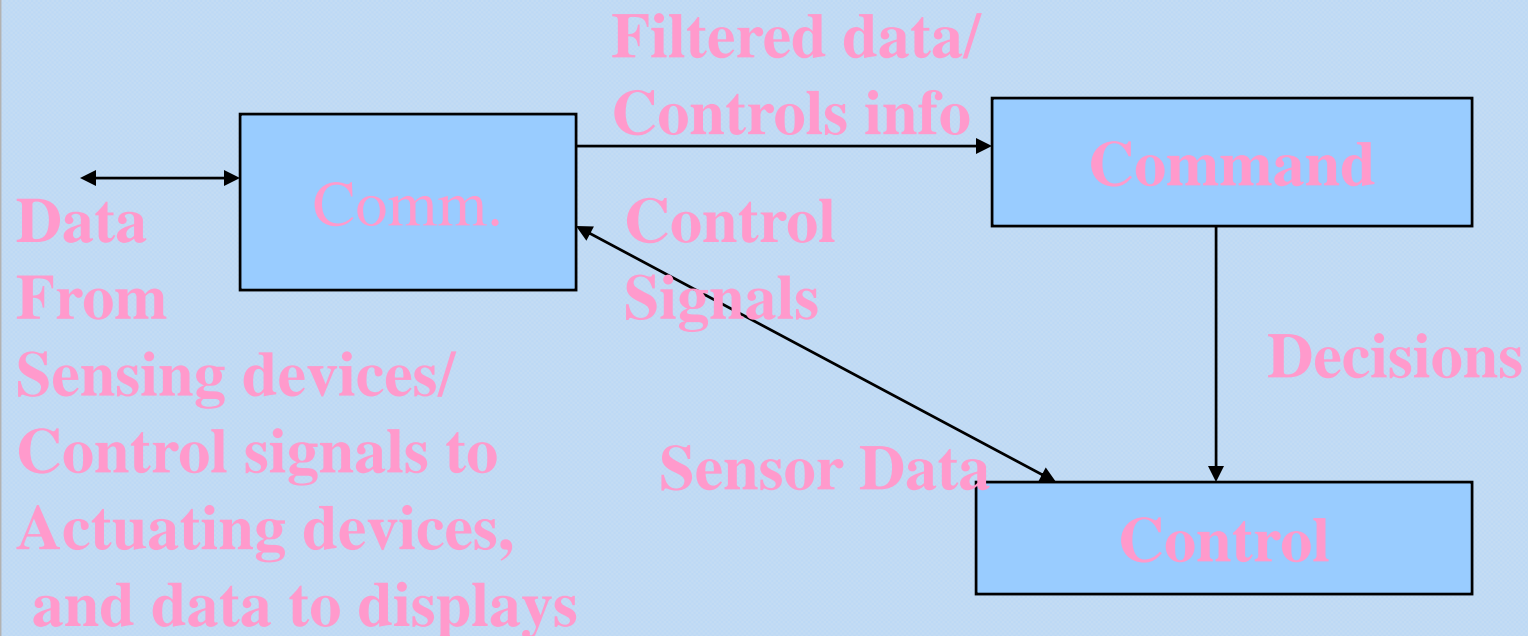 Filtered data/
Controls info
Command
Comm.
Data
From
Sensing devices/
Control signals to
Actuating devices,
and data to displays
Control
Signals
Decisions
Sensor Data
Control